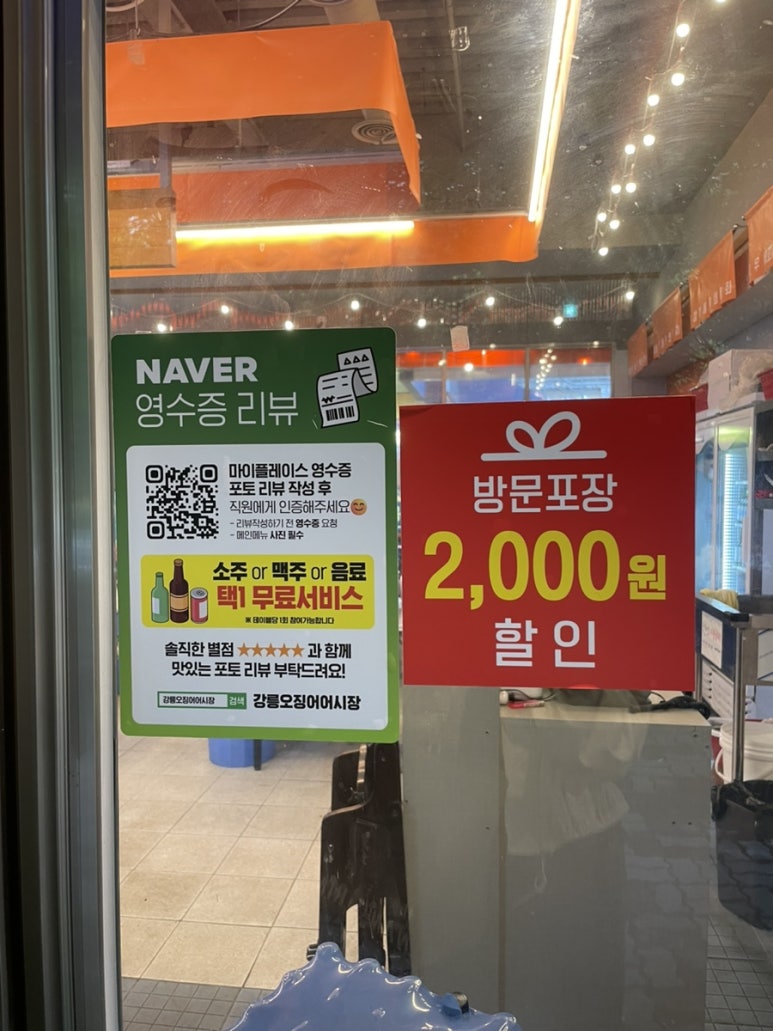 NAVER
영수증 리뷰
마이플레이스 영수증
포토 리뷰 작성 후
직원에게 인증해주세요
- 리뷰작성하기 전 영수증 요청
- 메인메뉴 사진 필수
소주 or 맥주 or 음료
택1 무료서비스
※ 테이블당 1회 참여가능합니다
솔직한 별점 ★★★★★ 과 함께
맛있는 포토 리뷰 부탁드려요!
강릉오징어어시장 검색 강릉오징어어시장
방문포장
2,000원
할인